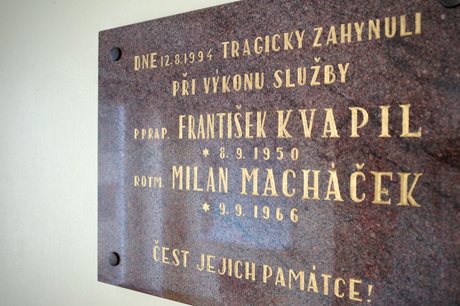 DNE 12.8.1994 TRAGICKY ZAHYNULI
PŘI VÝKONU SLUŽBY
PPRAP. FRANTIŠEK KVAPIL
* 8.9.1950
ROTM. MILAN MACHÁČEK
* 9.9.1966
ČEST JEJICH PAMÁTCE!